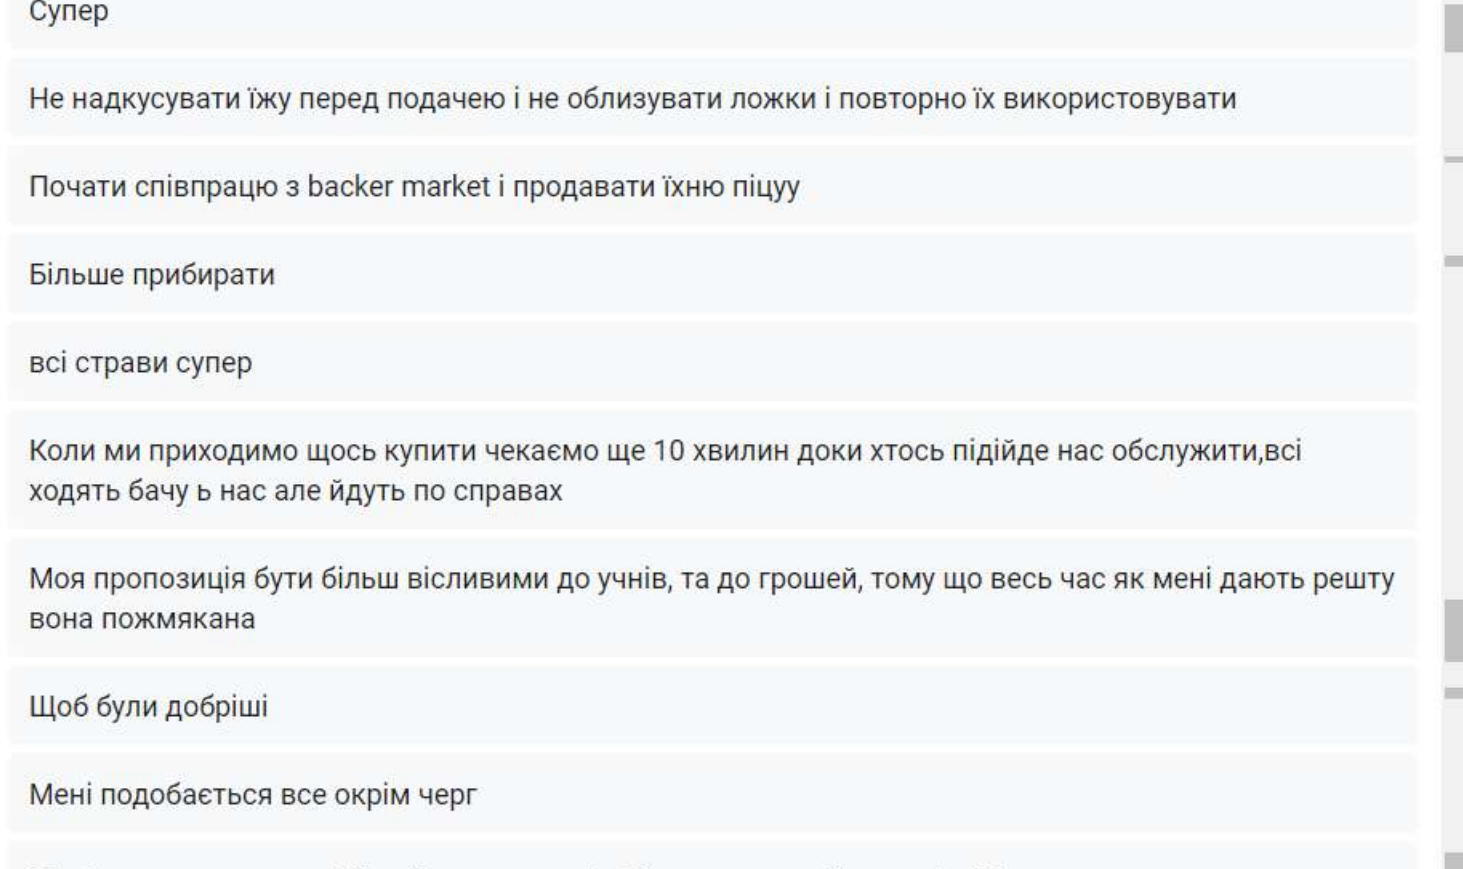 Супер
Не надкусувати їжу перед подачею і не облизувати ложки і повторно їх використовувати
Почати співпрацю з backer market і продавати їхню піцуу
Більше прибирати
всі страви супер
Коли ми приходимо щось купити чекаємо ще 10 хвилин доки хтось підійде нас обслужити,всі
ходять бачу ь нас але йдуть по справах
Моя пропозиція бути більш вісливими до учнів, та до грошей, тому що весь час як мені дають решту
вона пожмякана
Щоб були добріші
Мені подобається все окрім черг